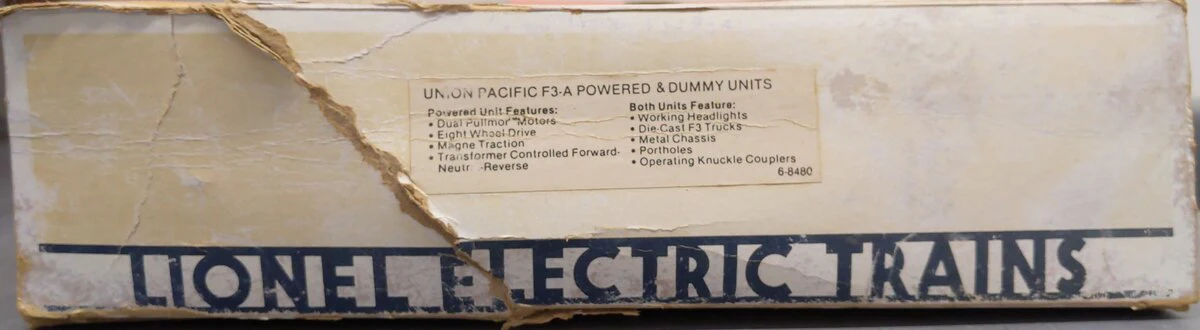 UNION PACIFIC F3-A POWERED & DUMMY UNITS
Powered Unit Features:
• Dual Pullmor™ Motors
• Eight Wheel Drive
• Magne Traction
• Transformer Controlled Forward-
Neutr -Reverse
Both Units Feature:
• Working Headlights
• Die-Cast F3 Trucks
• Metal Chassis
• Portholes
• Operating Knuckle Couplers
6-8480
LIONEL ELECTRIC TRAINS